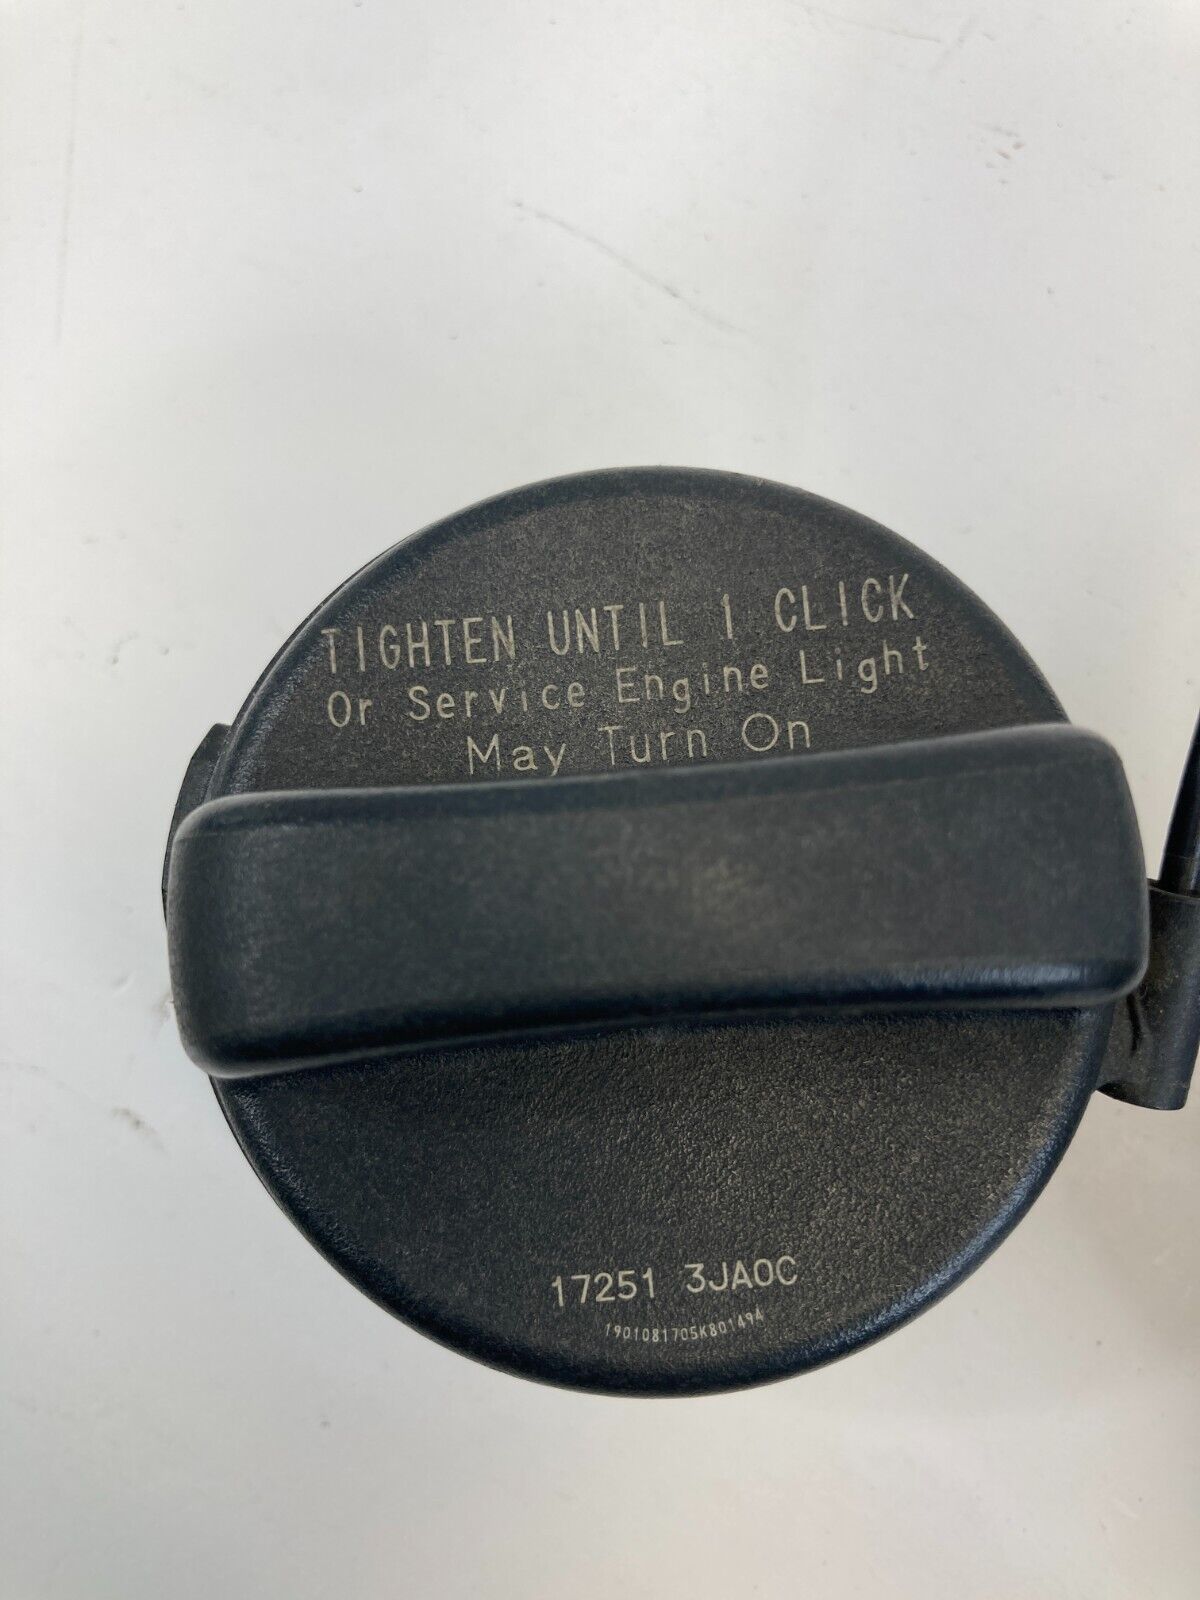 TIGHTEN UNTIL 1 CLICK
Or Service Engine Light
May Turn On
17251 3JA0C
1901081705K801494